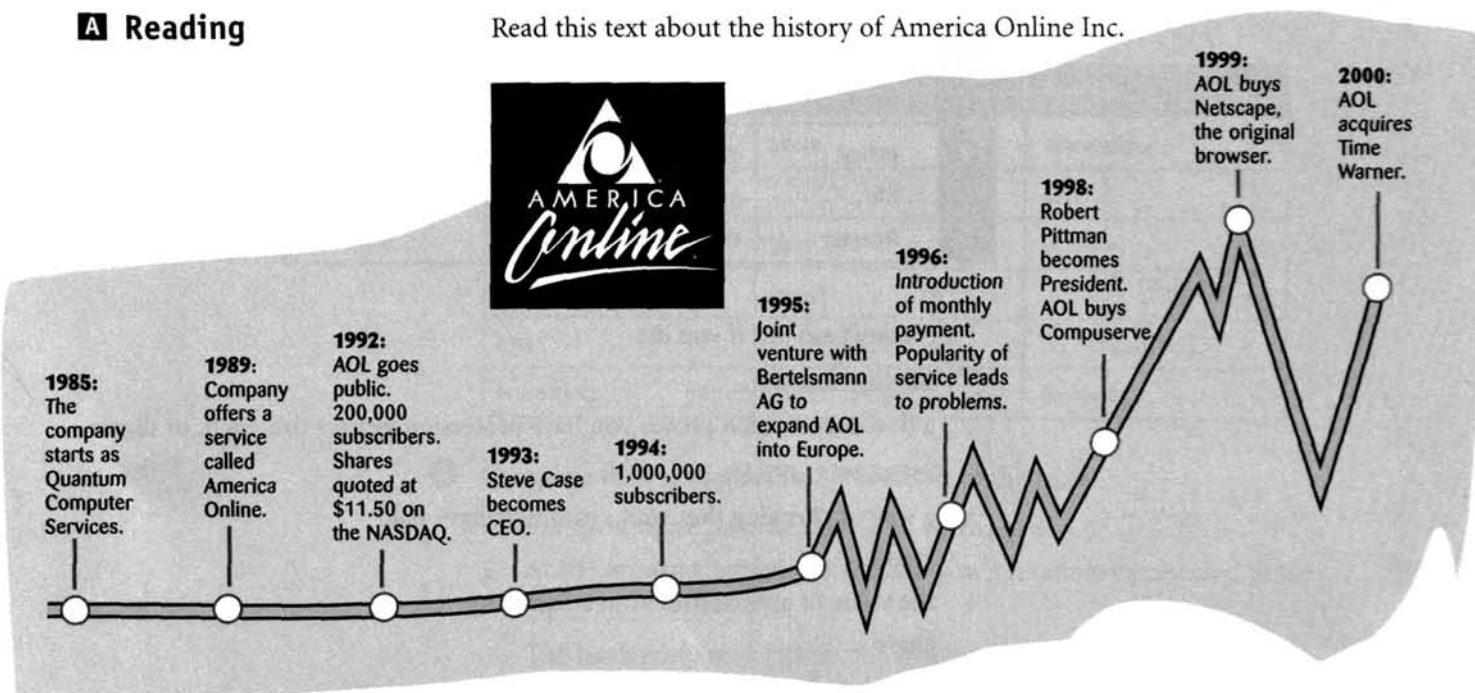 A Reading
Read this text about the history of America Online Inc.
AMERICA
Online
1985:
The
company
starts as
Quantum
Computer
Services.
1989:
Company
offers a
service
called
America
Online.
1992:
AOL goes
public.
200,000
subscribers.
Shares
quoted at
$11.50 on
the NASDAQ.
1993:
Steve Case
becomes
CEO.
1994:
1,000,000
subscribers.
1995:
Joint
venture with
Bertelsmann
AG to
expand AOL
into Europe.
1996:
Introduction
of monthly
payment.
Popularity of
service leads
to problems.
1998:
Robert
Pittman
becomes
President.
AOL buys
Compuserve.
1999:
AOL buys
Netscape,
the original
browser.
2000:
AOL
acquires
Time
Warner.